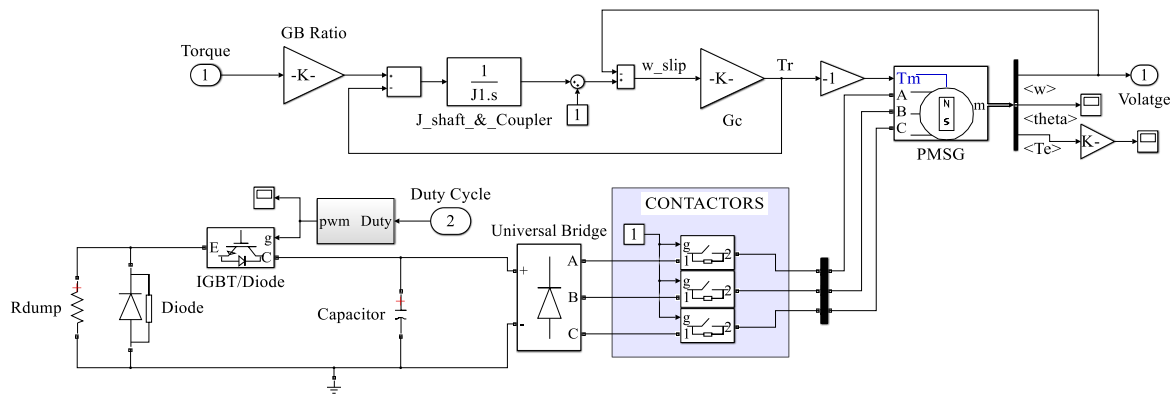 GB Ratio
Torque
1
-K-
1
J1.s
J_shaft_&_Coupler
1
w_slip
-K-
Gc
Tr
-1
Tm
A
B
C
N
S
m
PMSG
<w>
<theta>
<Te>
1
Volatge
K-
Duty Cycle
2
pwm Duty
E
g
C
IGBT/Diode
Rdump
Diode
Capacitor
Universal Bridge
+
-
A
B
C
CONTACTORS
1
g
1 2
g
1 2
g
1 2